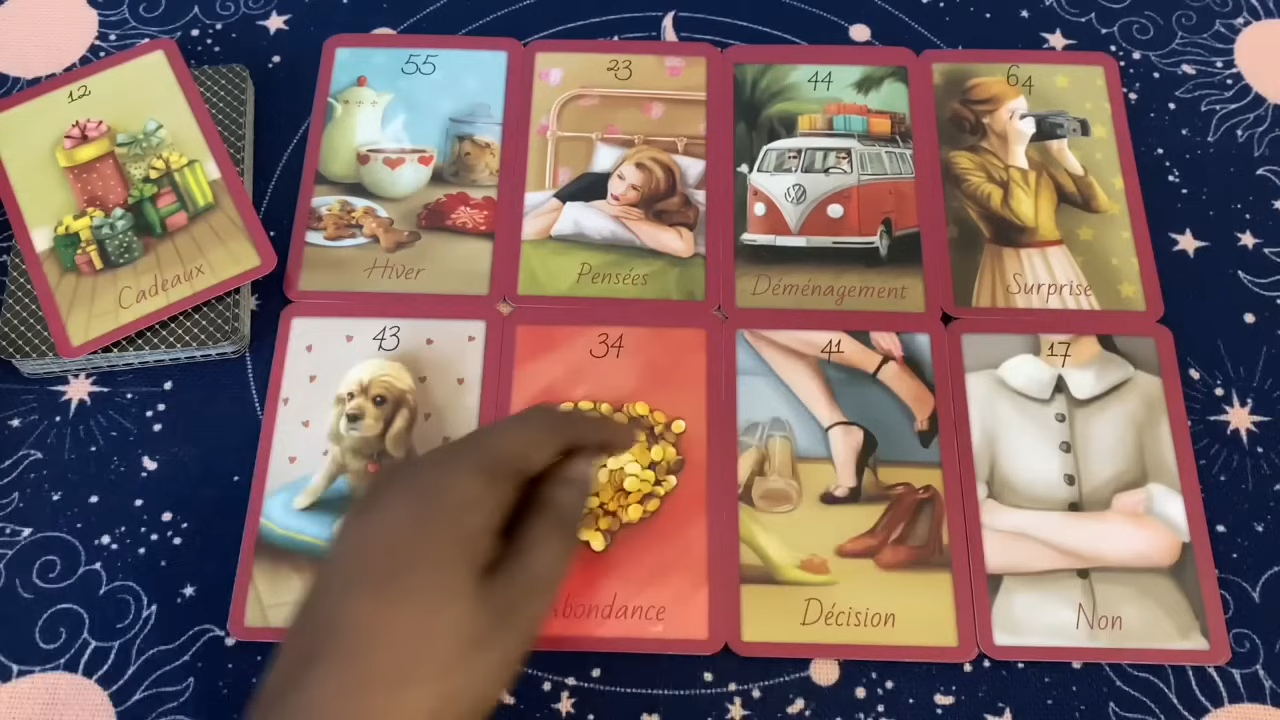 12
Cadeaux
55
Hiver
23
Pensées
44
Déménagement
64
Surprise
43
34
Abondance
41
Décision
17
Non